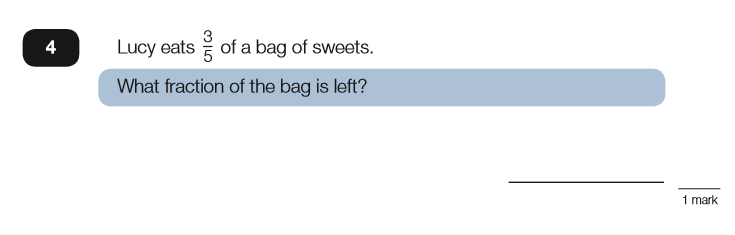 4
Lucy eats 3/5 of a bag of sweets.
What fraction of the bag is left?
1 mark